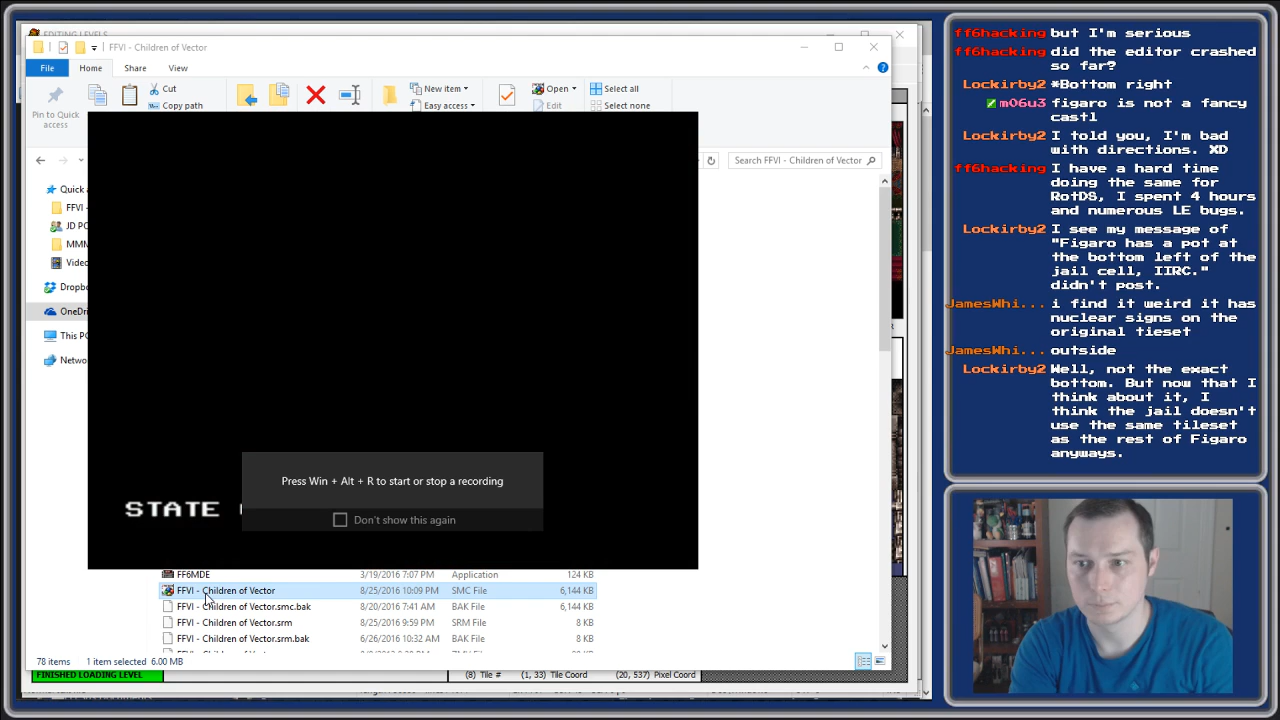 EDITING LEVELS
FFVI - Children of Vector
File
Home
Share
View
Pin to Quick
access
Cut
Copy path
New item
Easy access
Open
Edit
Select all
Select none
Search FFVI - Children of Vector
Quick a
FFVI -
JD PC
MMM
Video
Dropbo
OneDri
This PC
Netwo
Press Win + Alt + R to start or stop a recording
Don't show this again
STATE
FF6MDE 3/19/2016 7:07 PM Application 124 KB
FFVI - Children of Vector 8/25/2016 10:09 PM SMC File 6,144 KB
FFVI - Children of Vector.smc.bak 8/20/2016 7:41 AM BAK File 6,144 KB
FFVI - Children of Vector.srm 8/25/2016 9:59 PM SRM File 8 KB
FFVI - Children of Vector.srm.bak 6/26/2016 10:32 AM BAK File 8 KB
78 items 1 item selected 6.00 MB
FINISHED LOADING LEVEL
(8) Tile # (1, 33) Tile Coord (20, 537) Pixel Coord
ff6hacking but I'm serious
ff6hacking did the editor crashed
so far?
Lockirby2 *Bottom right
m06u3 figaro is not a fancy
castl
Lockirby2 I told you, I'm bad
with directions. XD
ff6hacking I have a hard time
doing the same for
RotDS, I spent 4 hours
and numerous LE bugs.
Lockirby2 I see my message of
"Figaro has a pot at
the bottom left of the
jail cell, IIRC."
didn't post.
JamesWhi... i find it weird it has
nuclear signs on the
original tieset
JamesWhi... outside
Lockirby2 Well, not the exact
bottom. But now that I
think about it, I
think the jail doesn't
use the same tileset
as the rest of Figaro
anyways.